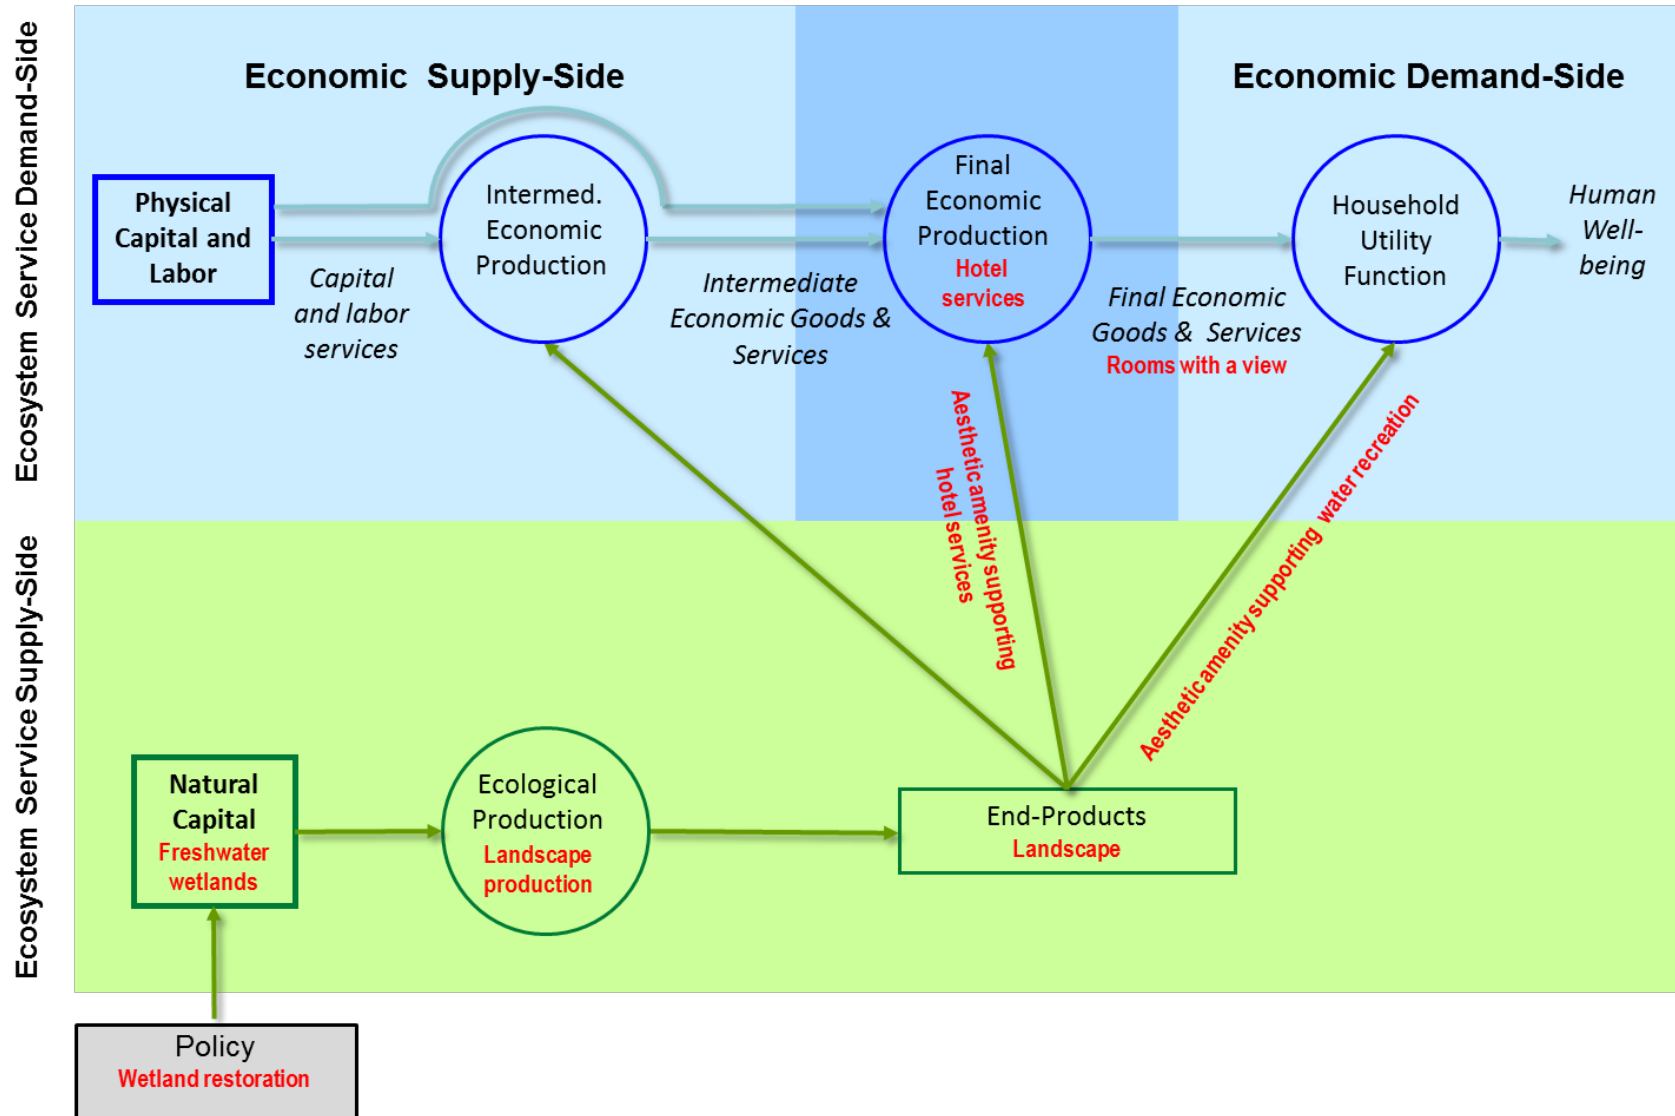 Ecosystem Service Demand-Side
Economic Supply-Side
Economic Demand-Side
Physical
Capital and
Labor
Capital
and labor
services
Intermed.
Economic
Production
Intermediate
Economic Goods &
Services
Final
Economic
Production
Hotel
services
Final Economic
Goods & Services
Rooms with a view
Household
Utility
Function
Human
Well-
being
Aesthetic amenity supporting
hotel services
Aesthetic amenity supporting water recreation
Ecosystem Service Supply-Side
Natural
Capital
Freshwater
wetlands
Ecological
Production
Landscape
production
End-Products
Landscape
Policy
Wetland restoration